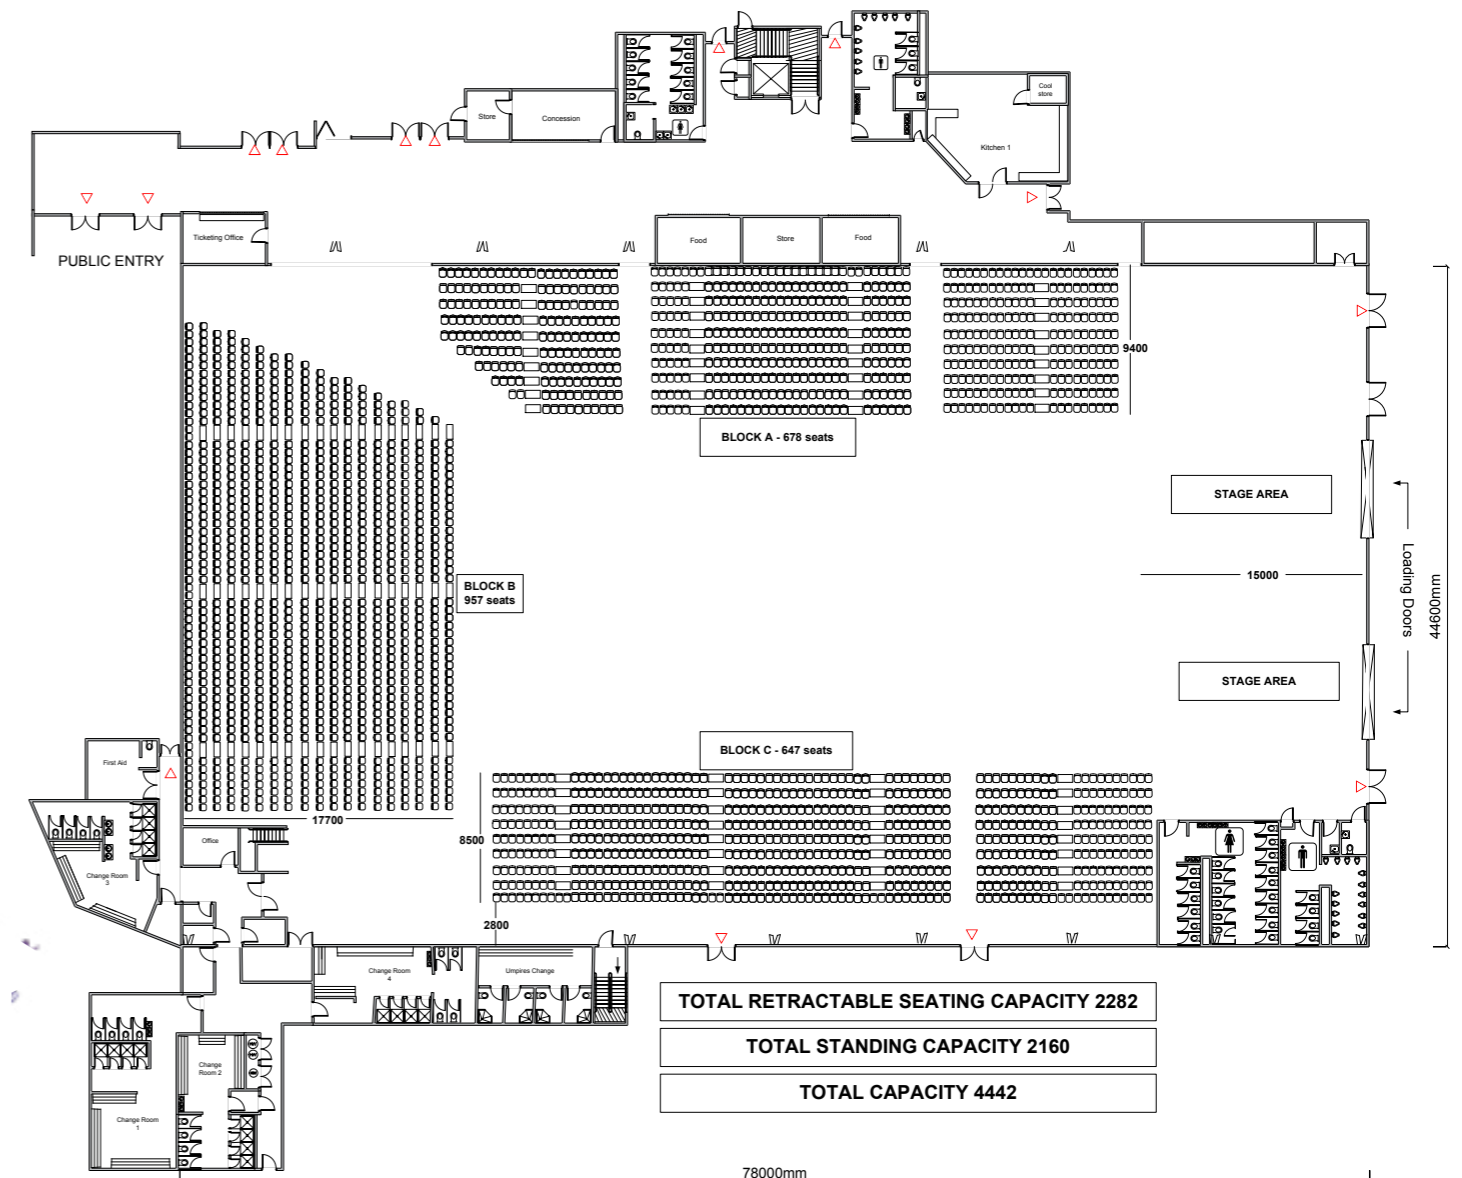 Cool
store
Store
Concession
Kitchen 1
Ticketing Office
Food
Store
Food
PUBLIC ENTRY
9400
BLOCK A - 678 seats
STAGE AREA
Loading Doors
44600mm
15000
BLOCK B
957 seats
STAGE AREA
BLOCK C - 647 seats
First Aid
17700
8500
Office
Change Room
3
2800
Change Room
4
Umpires Change
TOTAL RETRACTABLE SEATING CAPACITY 2282
TOTAL STANDING CAPACITY 2160
TOTAL CAPACITY 4442
Change
Room 2
Change Room
1
78000mm